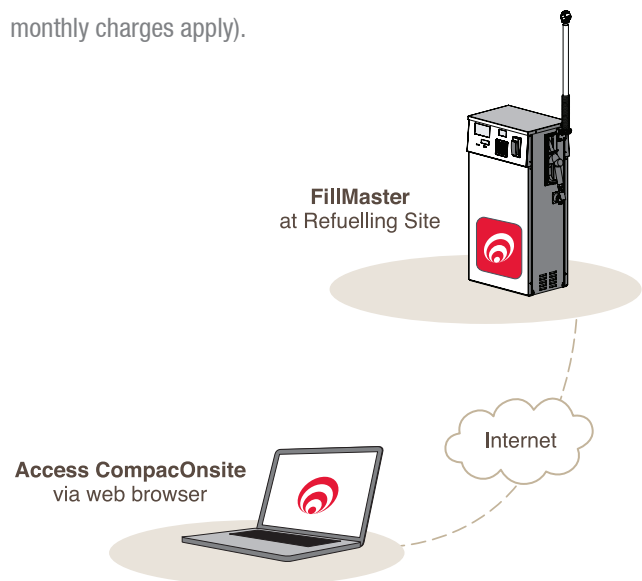 monthly charges apply).
FillMaster
at Refuelling Site
Internet
Access CompacOnsite
via web browser